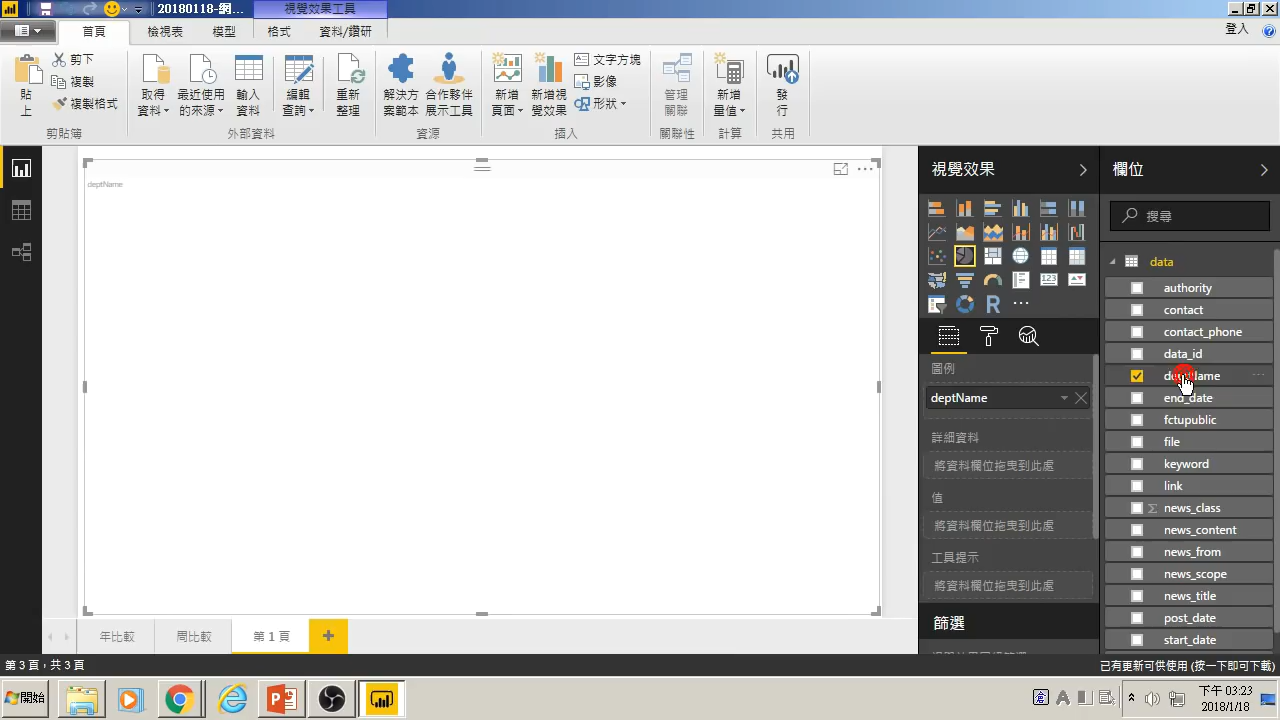 20180118-網...
視覺效果工具
首頁
檢視表
模型
格式
資料/鑽研
登入
貼上
剪下
複製
複製格式
剪貼簿
取得資料
最近使用的來源
輸入資料
編輯查詢
重新整理
外部資料
解決方案範本
合作夥伴展示工具
資源
新增頁面
新增視覺效果
文字方塊
影像
形狀
插入
管理關聯
關聯性
新增量值
計算
發行
共用
deptName
視覺效果
圖例
deptName
詳細資料
將資料欄位拖曳到此處
值
將資料欄位拖曳到此處
工具提示
將資料欄位拖曳到此處
篩選
欄位
搜尋
data
authority
contact
contact_phone
data_id
end_date
fctupublic
file
keyword
link
news_class
news_content
news_from
news_scope
news_title
post_date
start_date
年比較
周比較
第 1 頁
第 3 頁，共 3 頁
已有更新可供使用 (按一下即可下載)
開始
下午 03:23
2018/1/18